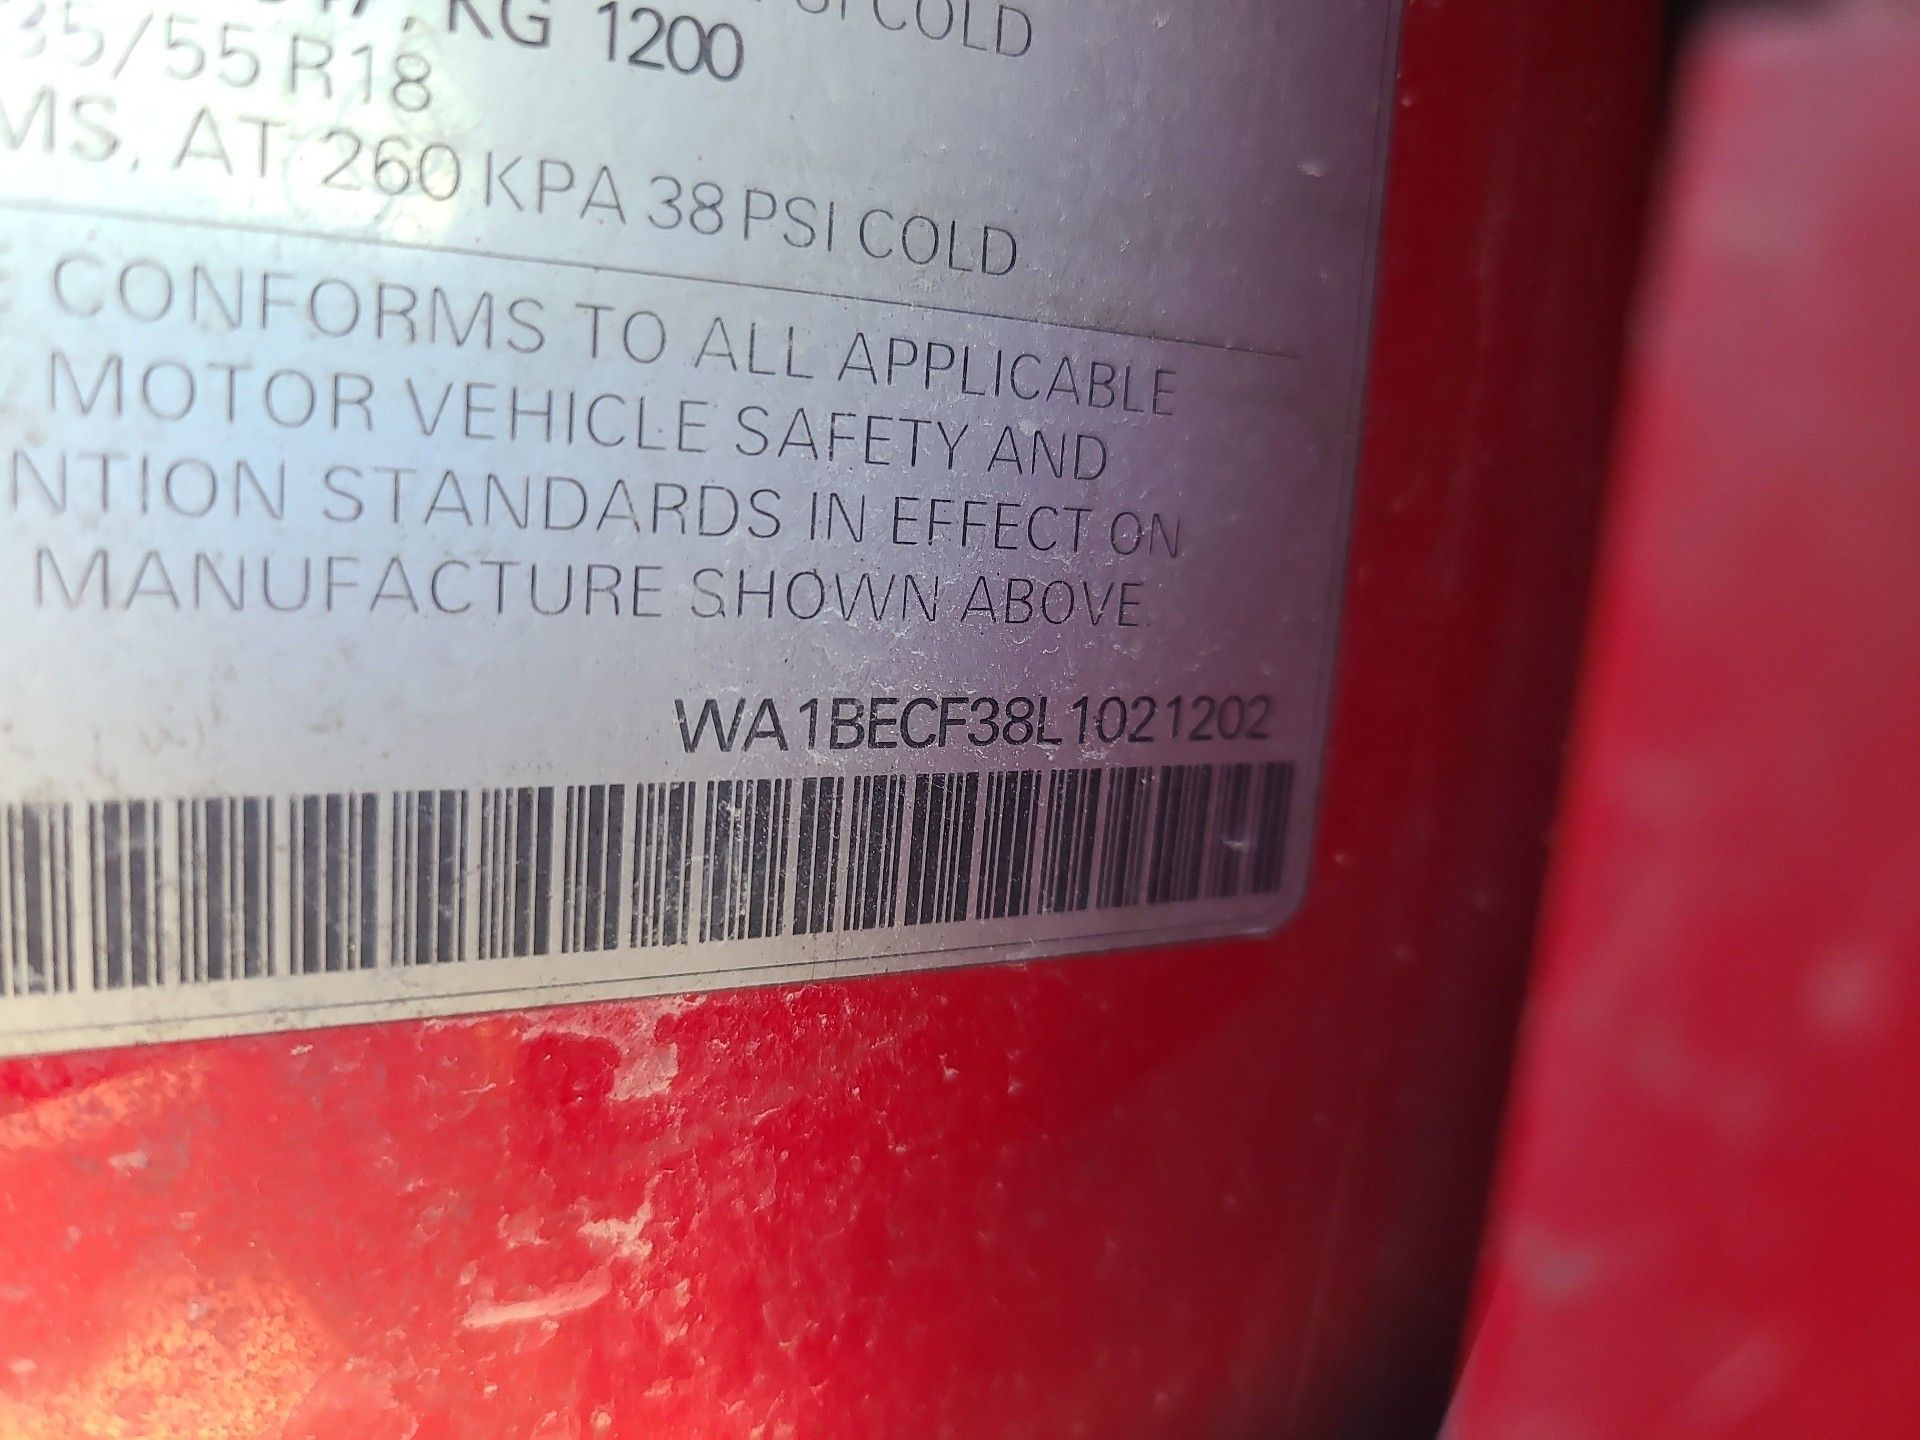 KG 1200
COLD
35/55 R18
MS, AT 260 KPA 38 PSI COLD
CONFORMS TO ALL APPLICABLE
MOTOR VEHICLE SAFETY AND
NTION STANDARDS IN EFFECT ON
MANUFACTURE SHOWN ABOVE.
WA1BECF38L1021202